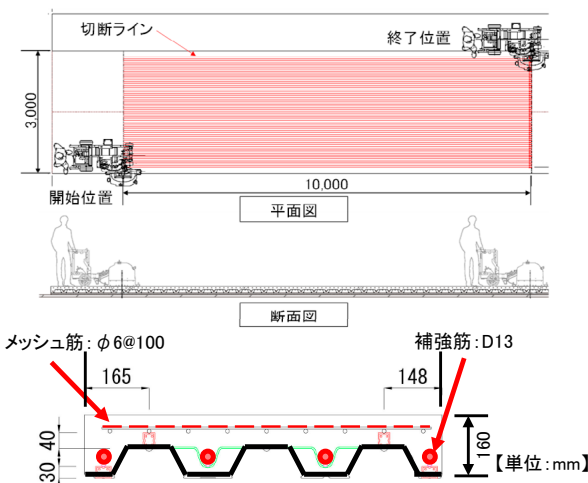 切断ライン
終了位置
3,000
開始位置
10,000
平面図
断面図
メッシュ筋：φ6@100
補強筋：D13
165
148
40
30
160
【単位：mm】